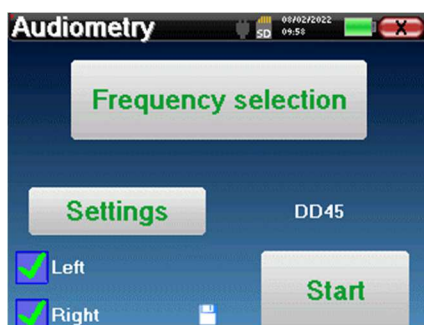 Audiometry
SD
08/02/2022
09:58
X
Frequency selection
Settings
DD45
Left
Start
Right